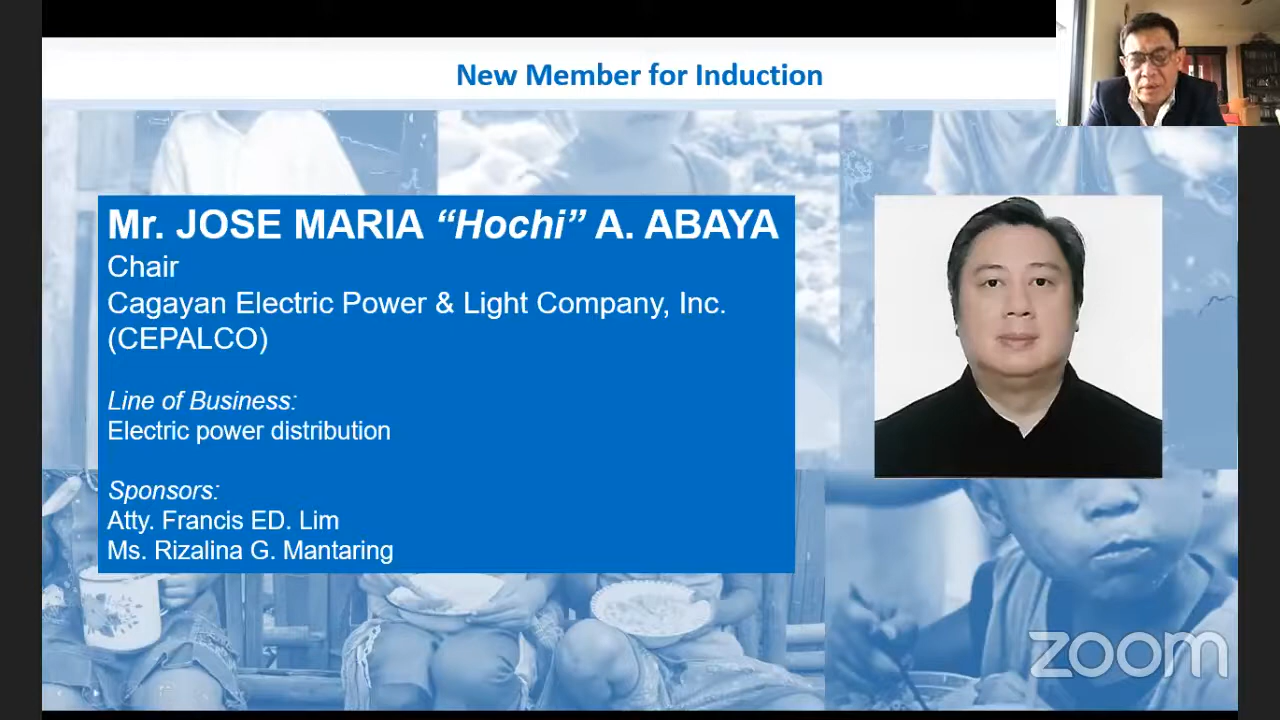 New Member for Induction
Mr. JOSE MARIA “Hochi” A. ABAYA
Chair
Cagayan Electric Power & Light Company, Inc.
(CEPALCO)
Line of Business:
Electric power distribution
Sponsors:
Atty. Francis ED. Lim
Ms. Rizalina G. Mantaring
zoom